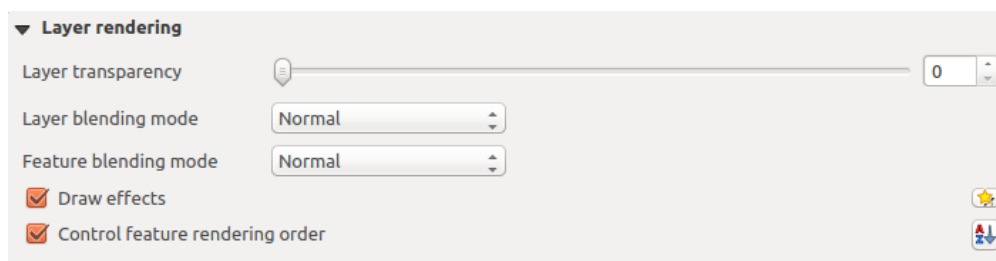 Layer rendering
Layer transparency 0
Layer blending mode Normal
Feature blending mode Normal
Draw effects
Control feature rendering order A Z